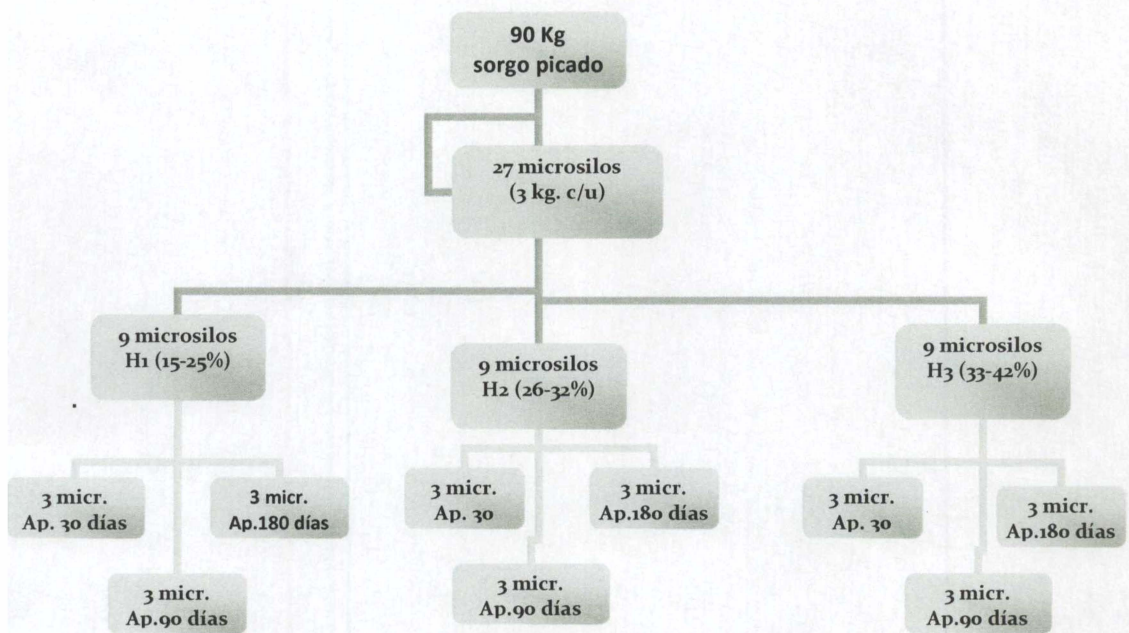 90 Kg
sorgo picado
27 microsilos
(3 kg. c/u)
9 microsilos
H1 (15-25%)
9 microsilos
H2 (26-32%)
9 microsilos
H3 (33-42%)
3 micr.
Ap. 30 días
3 micr.
Ap.180 días
3 micr.
Ap.90 días
3 micr.
Ap. 30
3 micr.
Ap.180 días
3 micr.
Ap.90 días
3 micr.
Ap. 30
3 micr.
Ap.180 días
3 micr.
Ap.90 días